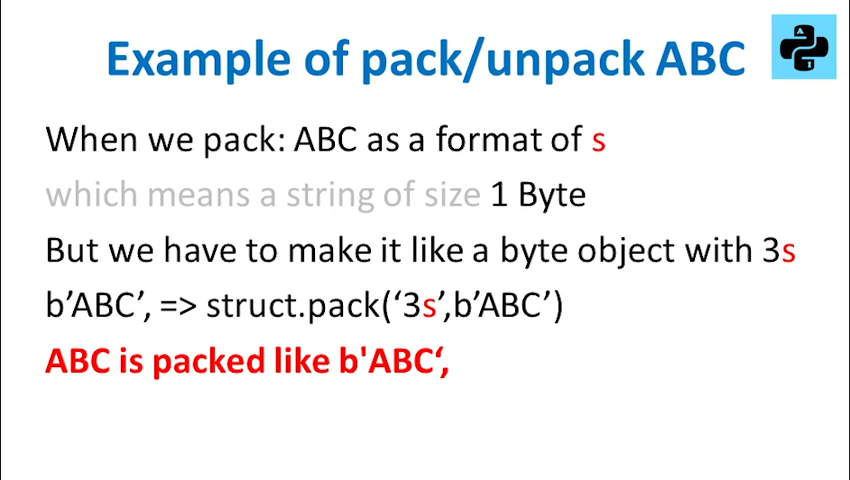 Example of pack/unpack ABC
A
T
When we pack: ABC as a format of s
which means a string of size 1 Byte
But we have to make it like a byte object with 3s
b’ABC’, => struct.pack(‘3s’,b’ABC’)
ABC is packed like b'ABC‘,